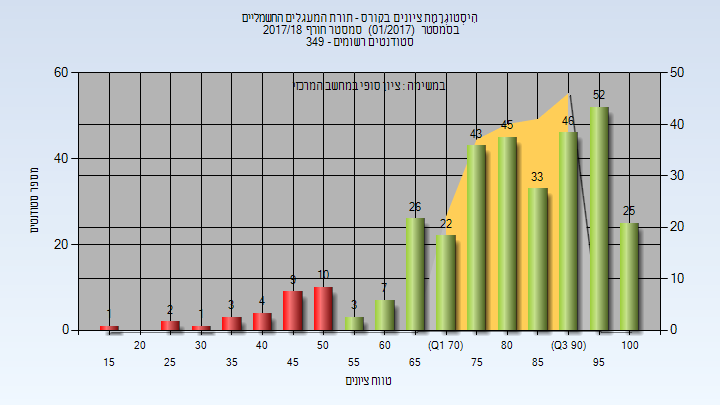 היסטוגרמת ציונים בקורס - תורת המעגלים החשמליים
בסמסטר (01/2017) סמסטר חורף 2017/18
סטודנטים רשומים - 349
במשימה : ציון סופי במחשב המרכזי
60 50
40 40 30
20 20 10
0 0
מספר סטודנטים
1 2 1 3 4 9 10 3 7 26 22 43 45 33 46 52 25
20 30 40 50 60 (Q1 70) 80 (Q3 90) 100
15 25 35 45 55 65 75 85 95
טווח ציונים